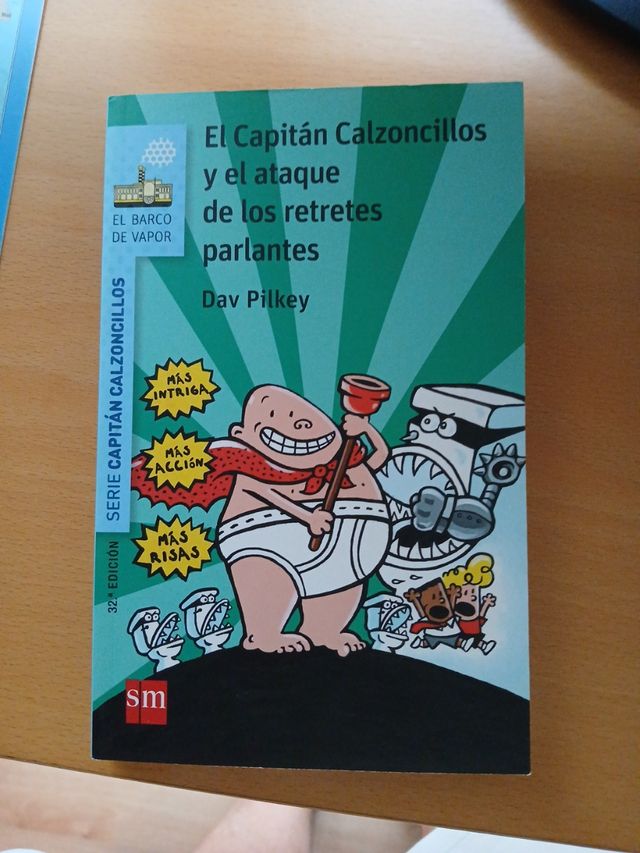 El Capitán Calzoncillos
y el ataque
de los retretes
parlantes
Dav Pilkey
EL BARCO
DE VAPOR
SERIE CAPITÁN CALZONCILLOS
32.ª EDICIÓN
MÁS
INTRIGA
MÁS
ACCIÓN
MÁS
RISAS
sm